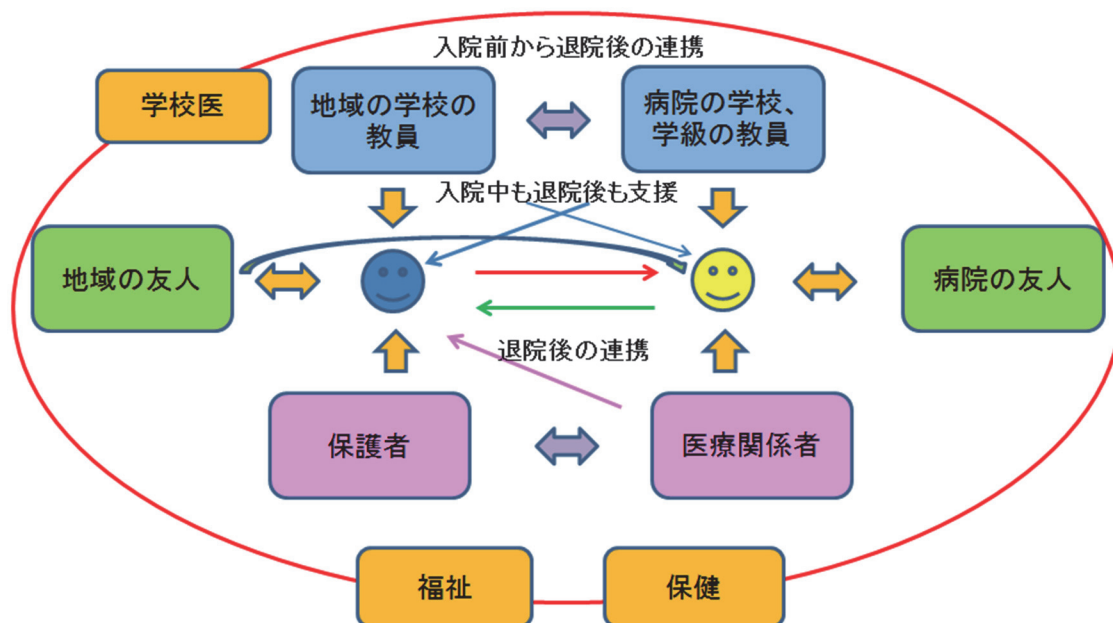 入院前から退院後の連携
学校医
地域の学校の
教員
病院の学校、
学級の教員
入院中も退院後も支援
地域の友人
病院の友人
退院後の連携
保護者
医療関係者
福祉
保健